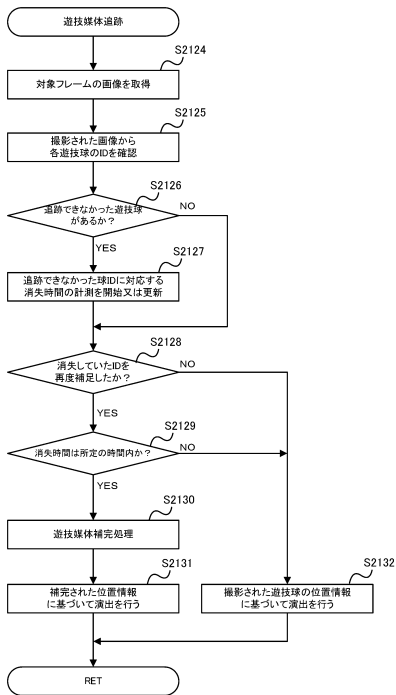 遊技媒体追跡
S2124
対象フレームの画像を取得
S2125
撮影された画像から
各遊技球のIDを確認
S2126
追跡できなかった遊技球
があるか?
NO
YES
S2127
追跡できなかった球IDに対応する
消失時間の計測を開始又は更新
S2128
消失していたIDを
再度補足したか?
NO
YES
S2129
消失時間は所定の時間内か?
NO
YES
S2130
遊技媒体補完処理
S2131
補完された位置情報
に基づいて演出を行う
S2132
撮影された遊技球の位置情報
に基づいて演出を行う
RET